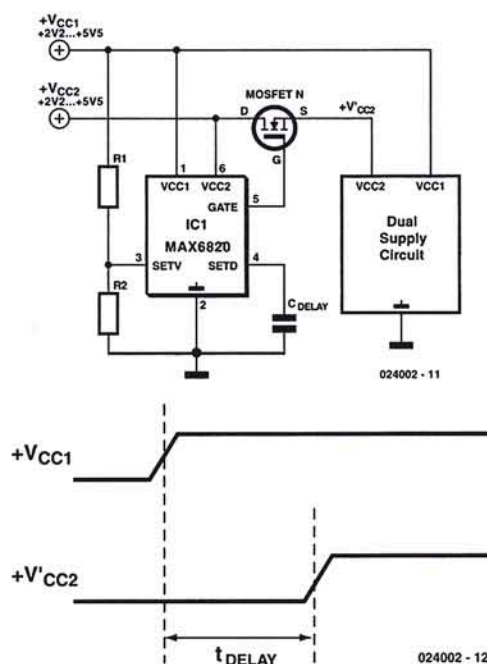 +VCC1
+2V2...+5V5
+VCC2
+2V2...+5V5
MOSFET N
D
S
G
+V'CC2
R1
1
6
VCC1
VCC2
GATE
5
IC1
MAX6820
3
SETV
SETD
4
2
R2
CDELAY
VCC2
VCC1
Dual
Supply
Circuit
024002 - 11
+VCC1
+V'CC2
tDELAY
024002 - 12